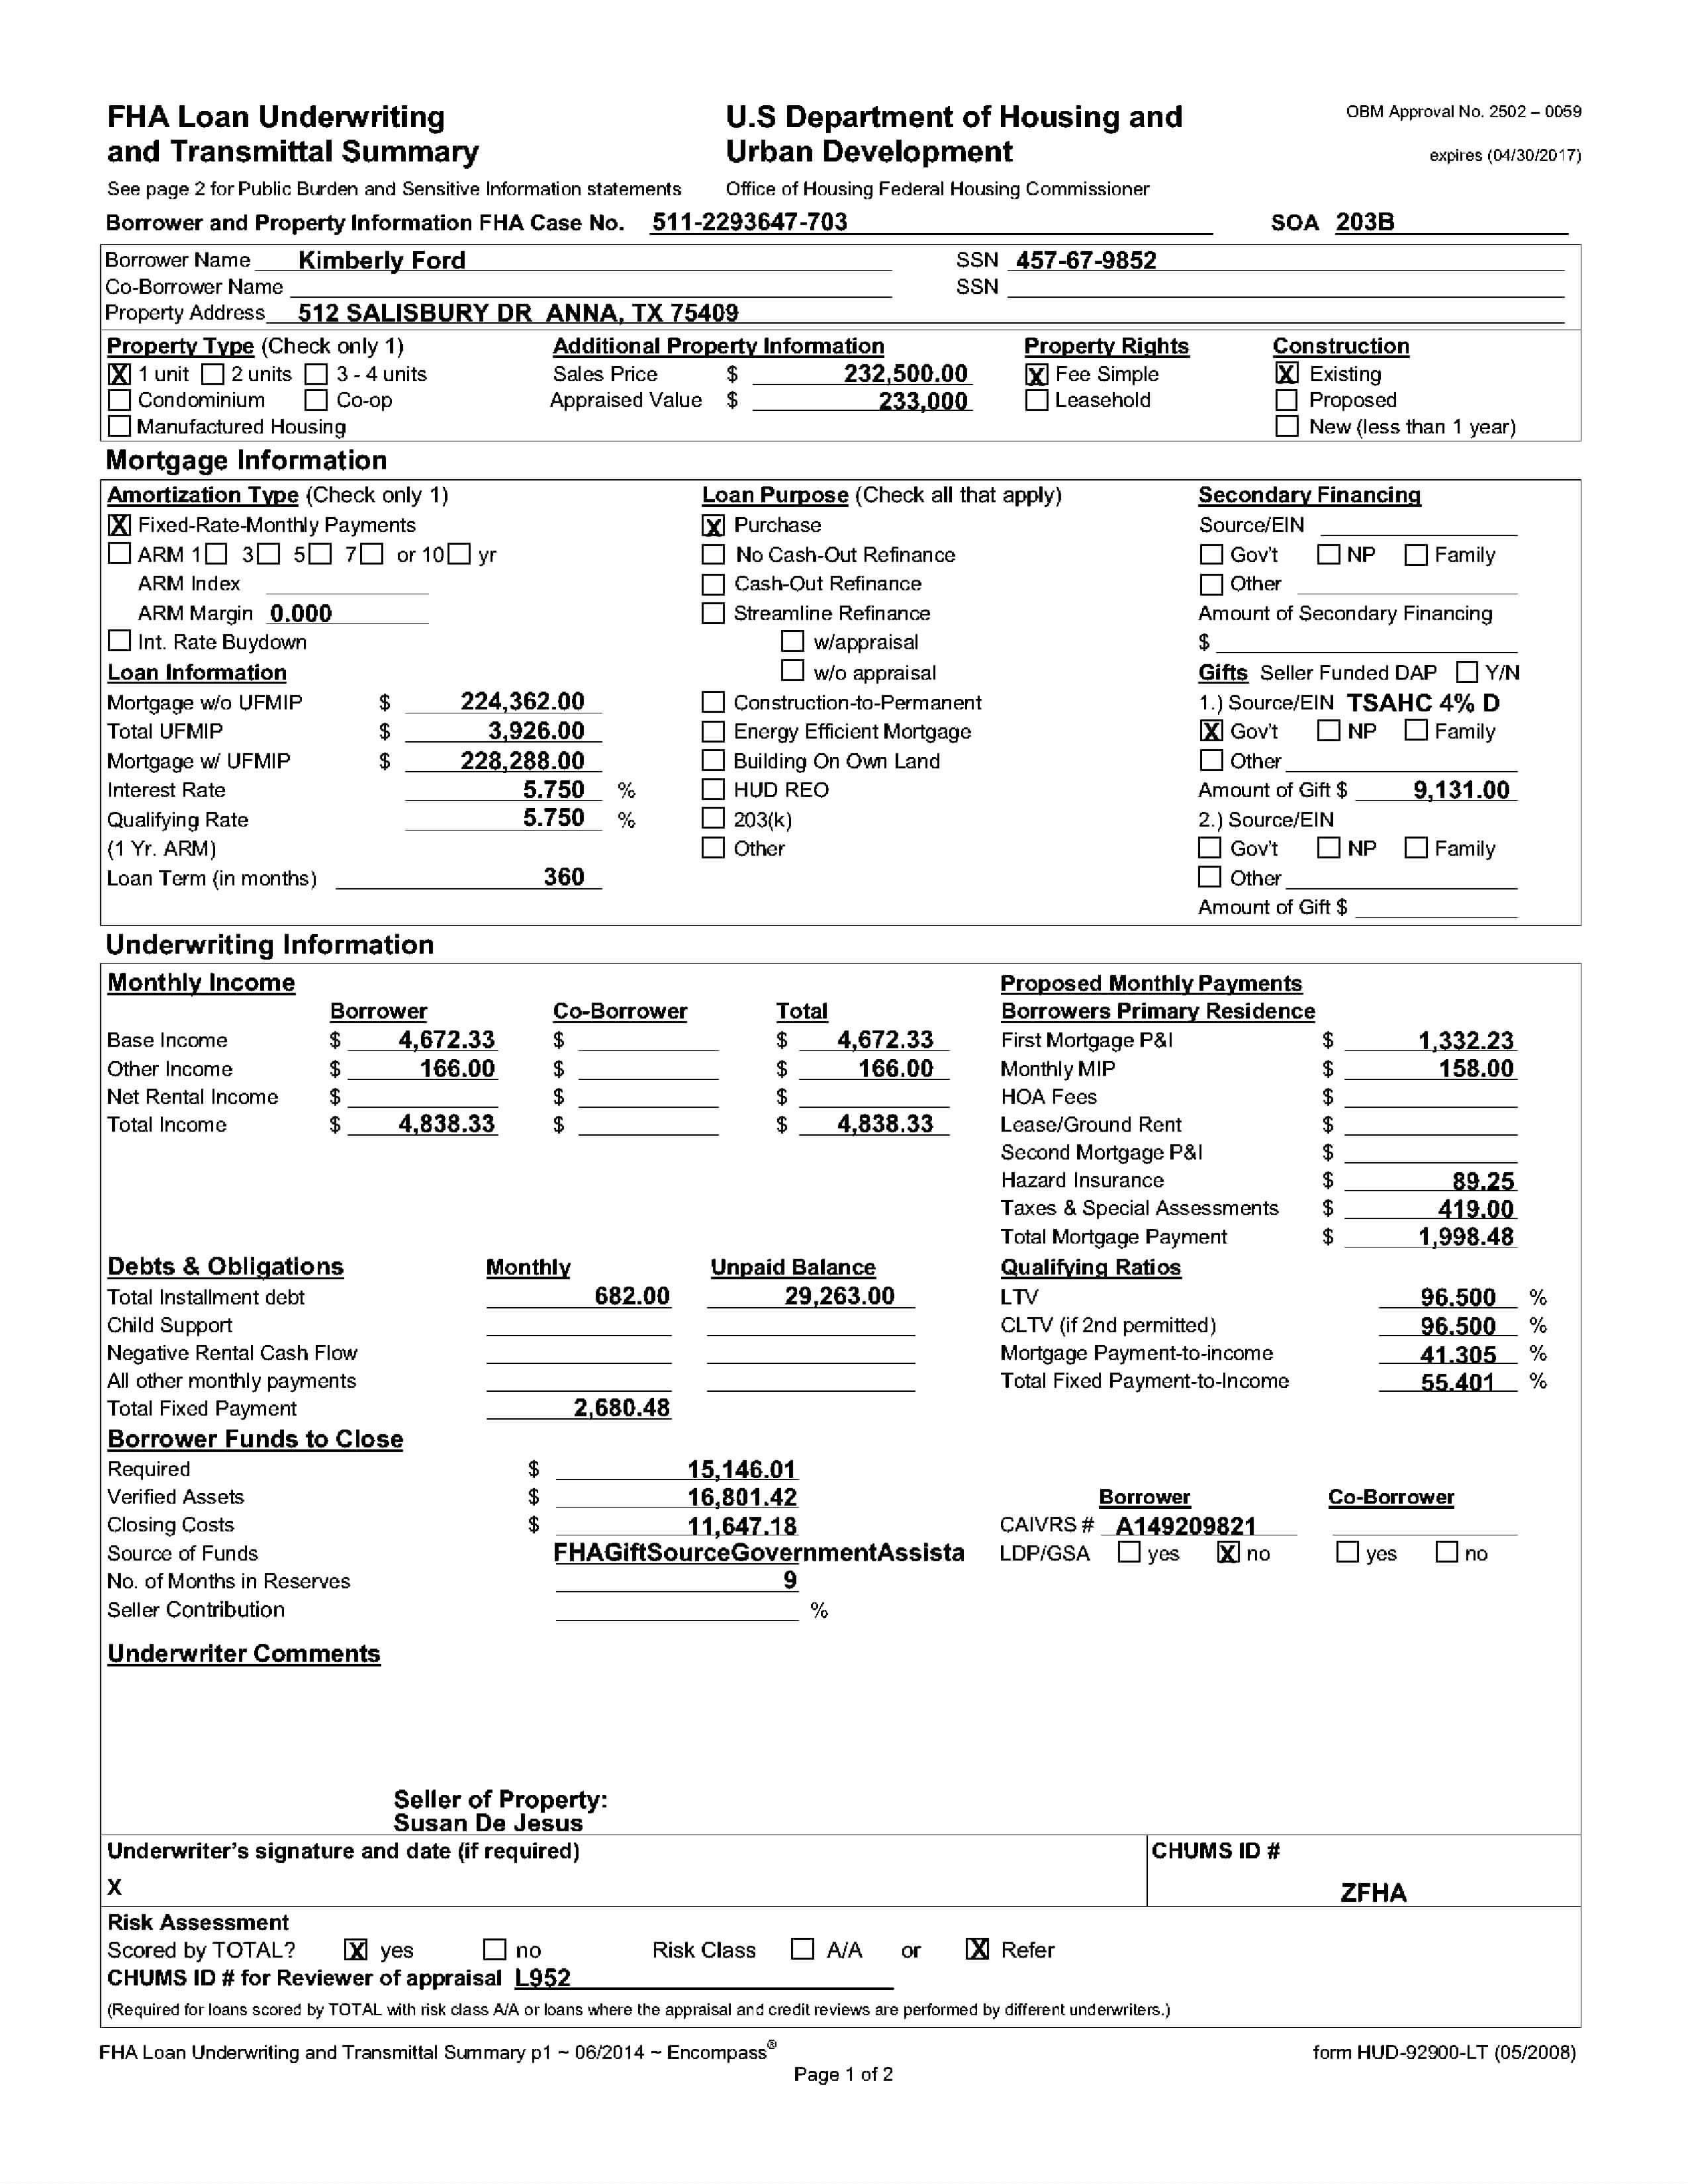 FHA Loan Underwriting
and Transmittal Summary
See page 2 for Public Burden and Sensitive Information statements
U.S Department of Housing and
Urban Development
Office of Housing Federal Housing Commissioner
OBM Approval No. 2502 – 0059
expires (04/30/2017)
Borrower and Property Information FHA Case No. 511-2293647-703 SOA 203B
Borrower Name Kimberly Ford SSN 457-67-9852
Co-Borrower Name SSN
Property Address 512 SALISBURY DR ANNA, TX 75409
Property Type (Check only 1)
X 1 unit 2 units 3 - 4 units
Condominium Co-op
Manufactured Housing
Additional Property Information
Sales Price $ 232,500.00
Appraised Value $ 233,000
Property Rights
X Fee Simple
Leasehold
Construction
X Existing
Proposed
New (less than 1 year)
Mortgage Information
Amortization Type (Check only 1)
X Fixed-Rate-Monthly Payments
ARM 1 3 5 7 or 10 yr
ARM Index
ARM Margin 0.000
Int. Rate Buydown
Loan Information
Mortgage w/o UFMIP $ 224,362.00
Total UFMIP $ 3,926.00
Mortgage w/ UFMIP $ 228,288.00
Interest Rate 5.750 %
Qualifying Rate 5.750 %
(1 Yr. ARM)
Loan Term (in months) 360
Loan Purpose (Check all that apply)
X Purchase
No Cash-Out Refinance
Cash-Out Refinance
Streamline Refinance
w/appraisal
w/o appraisal
Construction-to-Permanent
Energy Efficient Mortgage
Building On Own Land
HUD REO
203(k)
Other
Secondary Financing
Source/EIN
Gov't NP Family
Other
Amount of Secondary Financing
$
Gifts Seller Funded DAP Y/N
1.) Source/EIN TSAHC 4% D
X Gov't NP Family
Other
Amount of Gift $ 9,131.00
2.) Source/EIN
Gov't NP Family
Other
Amount of Gift $
Underwriting Information
Monthly Income
Borrower Co-Borrower Total
Base Income $ 4,672.33 $ $ 4,672.33
Other Income $ 166.00 $ $ 166.00
Net Rental Income $ $ $
Total Income $ 4,838.33 $ $ 4,838.33
Proposed Monthly Payments
Borrowers Primary Residence
First Mortgage P&I $ 1,332.23
Monthly MIP $ 158.00
HOA Fees $
Lease/Ground Rent $
Second Mortgage P&I $
Hazard Insurance $ 89.25
Taxes & Special Assessments $ 419.00
Total Mortgage Payment $ 1,998.48
Debts & Obligations Monthly Unpaid Balance
Total Installment debt 682.00 29,263.00
Child Support
Negative Rental Cash Flow
All other monthly payments
Total Fixed Payment 2,680.48
Qualifying Ratios
LTV 96.500 %
CLTV (if 2nd permitted) 96.500 %
Mortgage Payment-to-income 41.305 %
Total Fixed Payment-to-Income 55.401 %
Borrower Funds to Close
Required $ 15,146.01
Verified Assets $ 16,801.42
Closing Costs $ 11,647.18
Source of Funds FHAGiftSourceGovernmentAssista
No. of Months in Reserves 9
Seller Contribution %
Borrower Co-Borrower
CAIVRS # A149209821
LDP/GSA yes X no yes no
Underwriter Comments
Seller of Property:
Susan De Jesus
Underwriter's signature and date (if required)
X
CHUMS ID #
ZFHA
Risk Assessment
Scored by TOTAL? X yes no Risk Class A/A or X Refer
CHUMS ID # for Reviewer of appraisal L952
(Required for loans scored by TOTAL with risk class A/A or loans where the appraisal and credit reviews are performed by different underwriters.)
FHA Loan Underwriting and Transmittal Summary p1 ~ 06/2014 ~ Encompass®
form HUD-92900-LT (05/2008)
Page 1 of 2